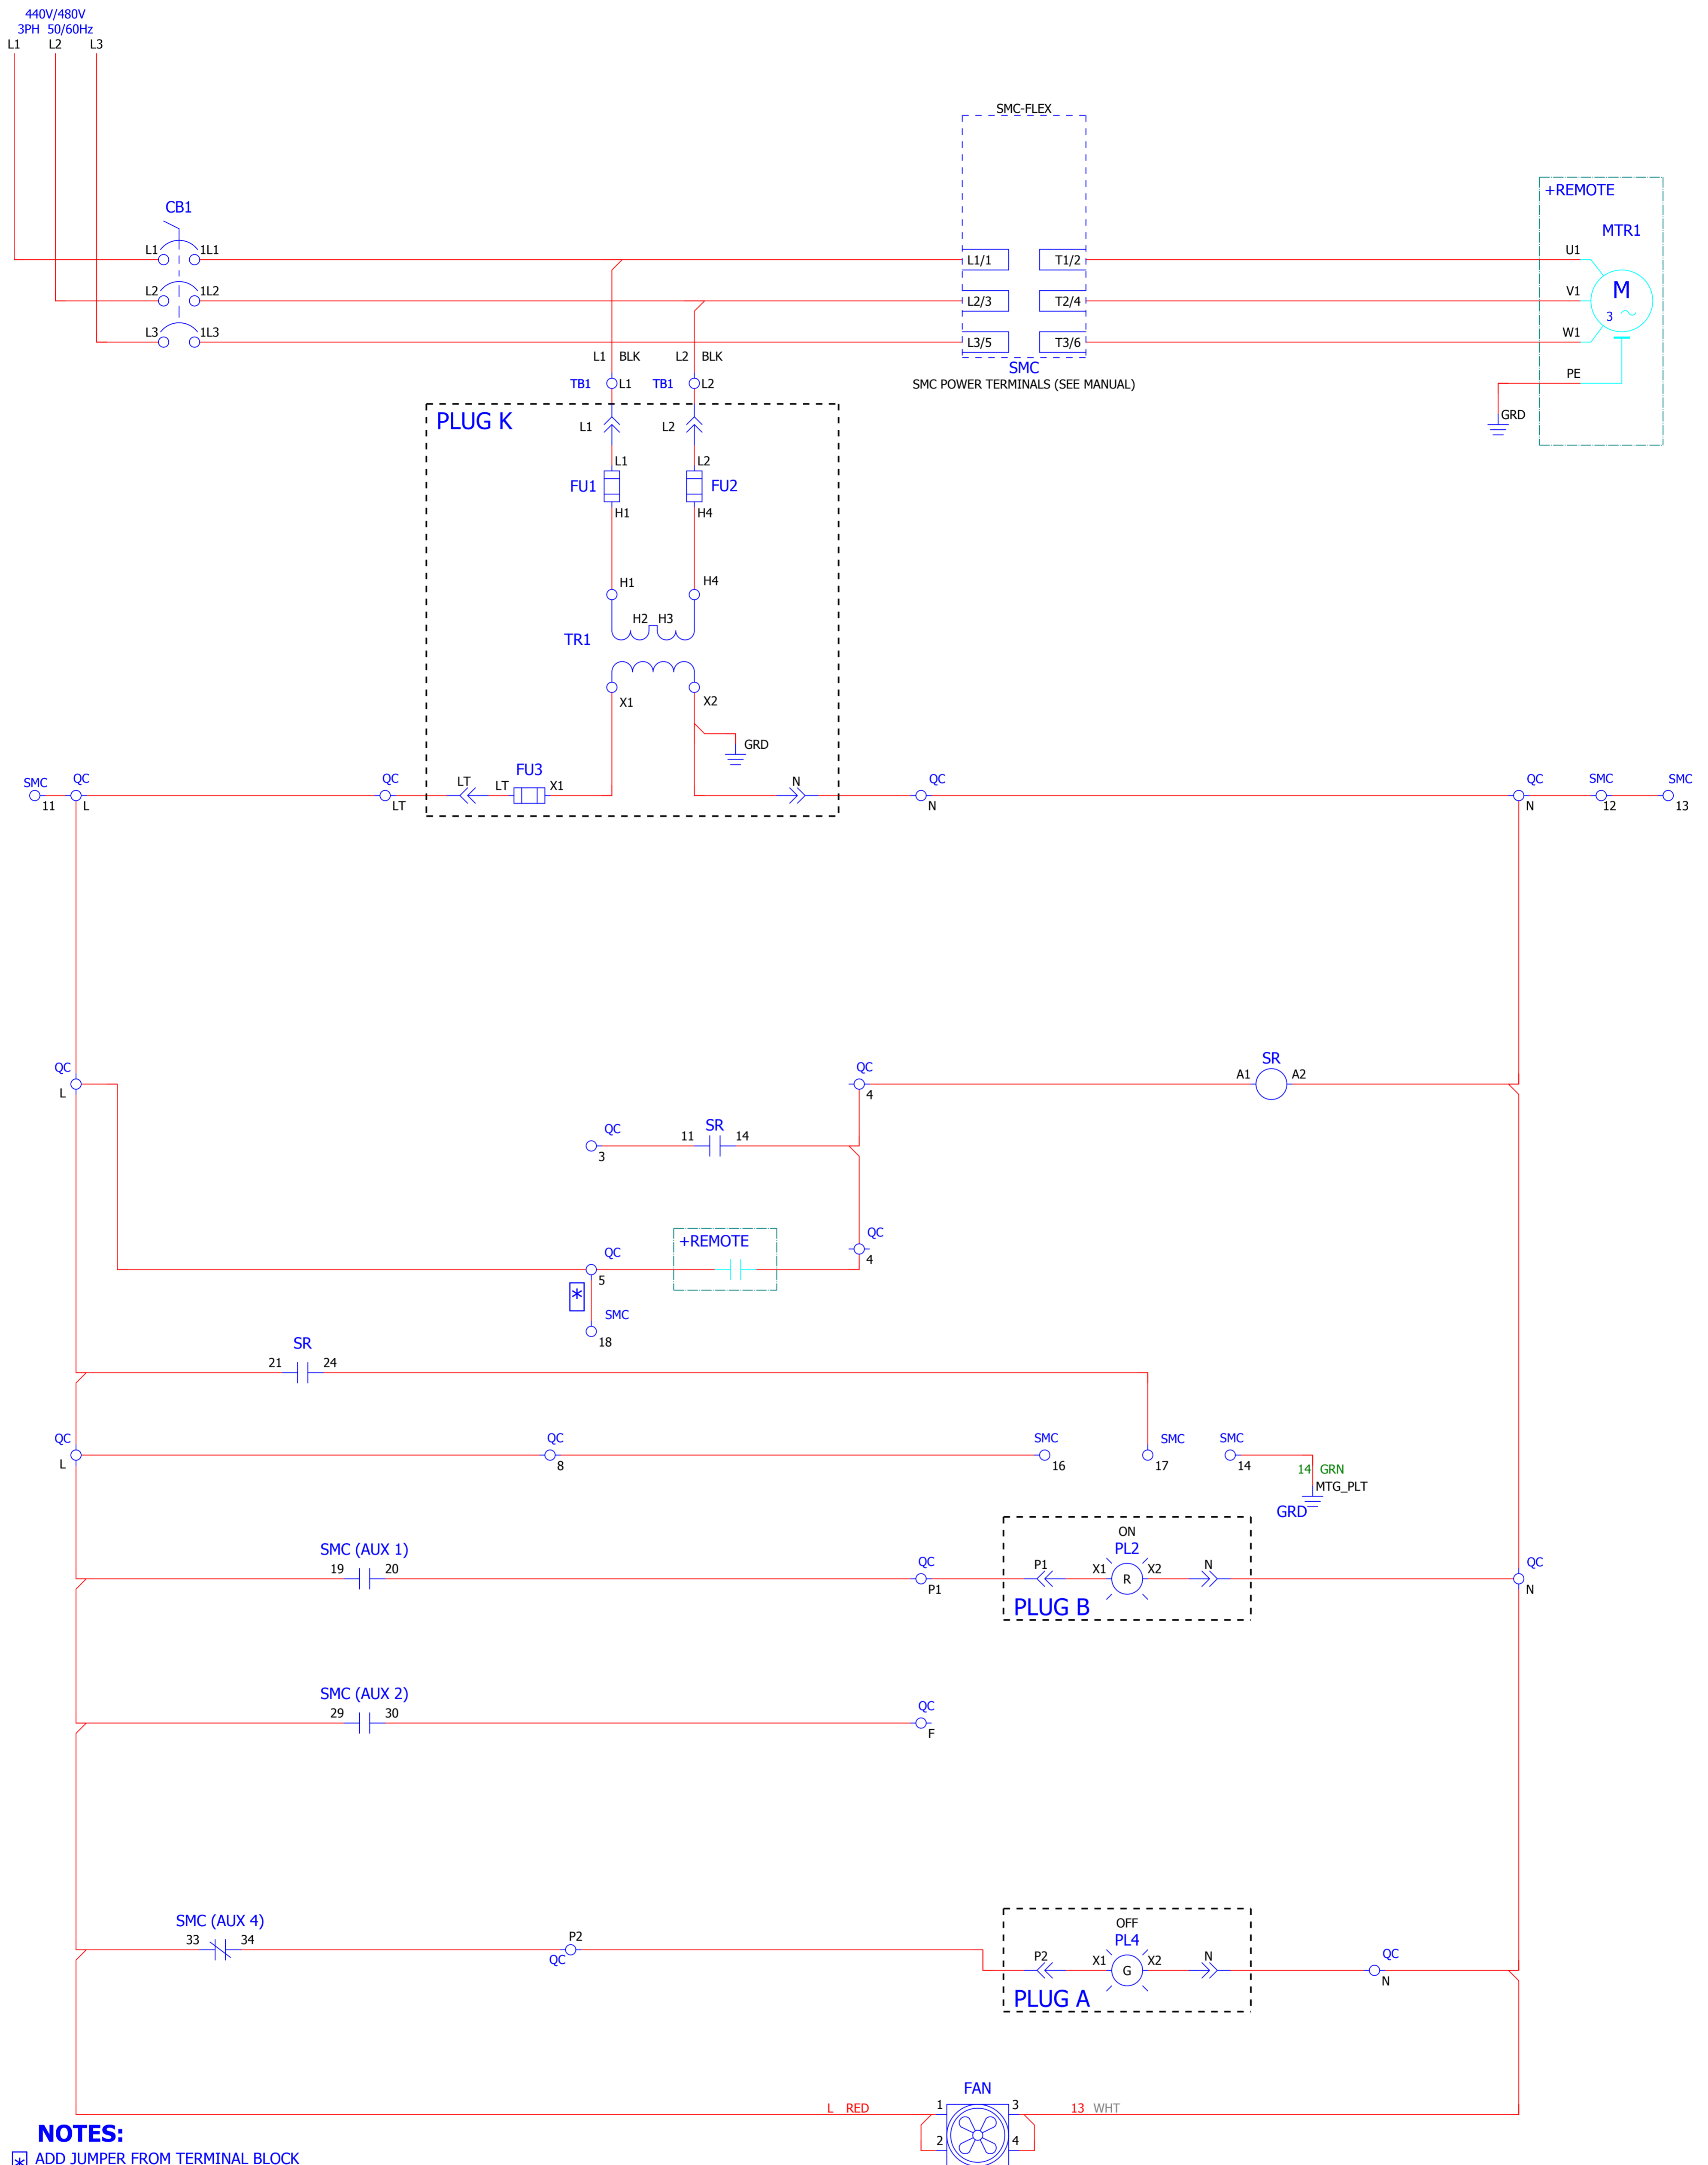 440V/480V
3PH 50/60Hz
L1 L2 L3
SMC-FLEX
+REMOTE
CB1
MTR1
L1 1L1
L1/1 T1/2
U1
L2 1L2
L2/3 T2/4
V1
M
3
L3 1L3
L3/5 T3/6
W1
L1 BLK L2 BLK
SMC
SMC POWER TERMINALS (SEE MANUAL)
PE
TB1 L1 TB1 L2
GRD
PLUG K
L1 L2
L1 L2
FU1 FU2
H1 H4
H1 H4
H2 H3
TR1
X1 X2
GRD
FU3
SMC QC QC LT LT X1 N QC QC SMC SMC
11 L LT N N 12 13
QC QC SR
L 4 A1 A2
QC SR
3 11 14
+REMOTE
QC
4
QC
5
*
SMC
18
SR
21 24
QC QC SMC SMC SMC
L 8 16 17 14
14 GRN
MTG_PLT
GRD
ON
PL2
SMC (AUX 1)
19 20
QC
P1
P1 X1 R X2 N
QC
N
PLUG B
SMC (AUX 2)
29 30
QC
F
OFF
PL4
SMC (AUX 4)
33 34
P2
QC
P2 X1 G X2 N
QC
N
PLUG A
FAN
L RED 1 3 13 WHT
2 4
NOTES:
* ADD JUMPER FROM TERMINAL BLOCK